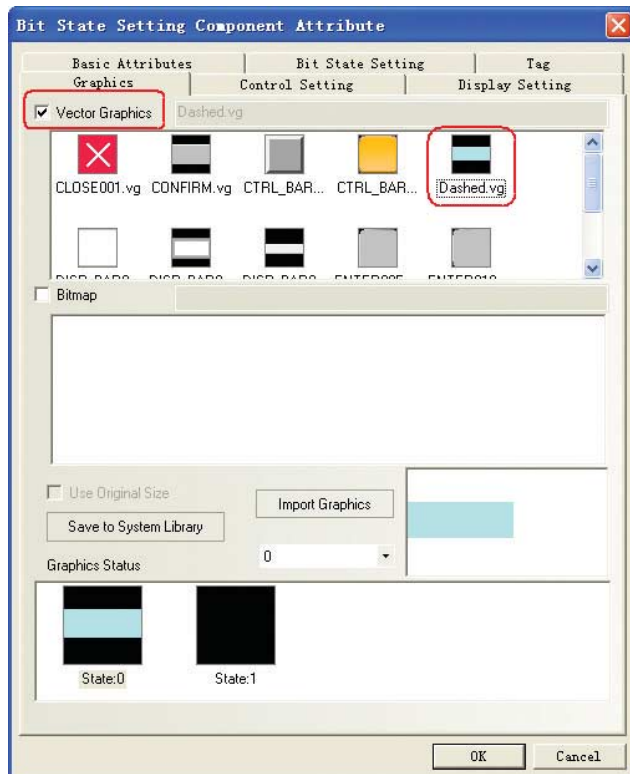 Bit State Setting Component Attribute
Basic Attributes Bit State Setting Tag
Graphics Control Setting Display Setting
Vector Graphics Dashed.vg
CLOSE001.vg CONFIRM.vg CTRL_BAR... CTRL_BAR... Dashed.vg
Bitmap
Use Original Size
Import Graphics
Save to System Library
0
Graphics Status
State:0 State:1
OK Cancel